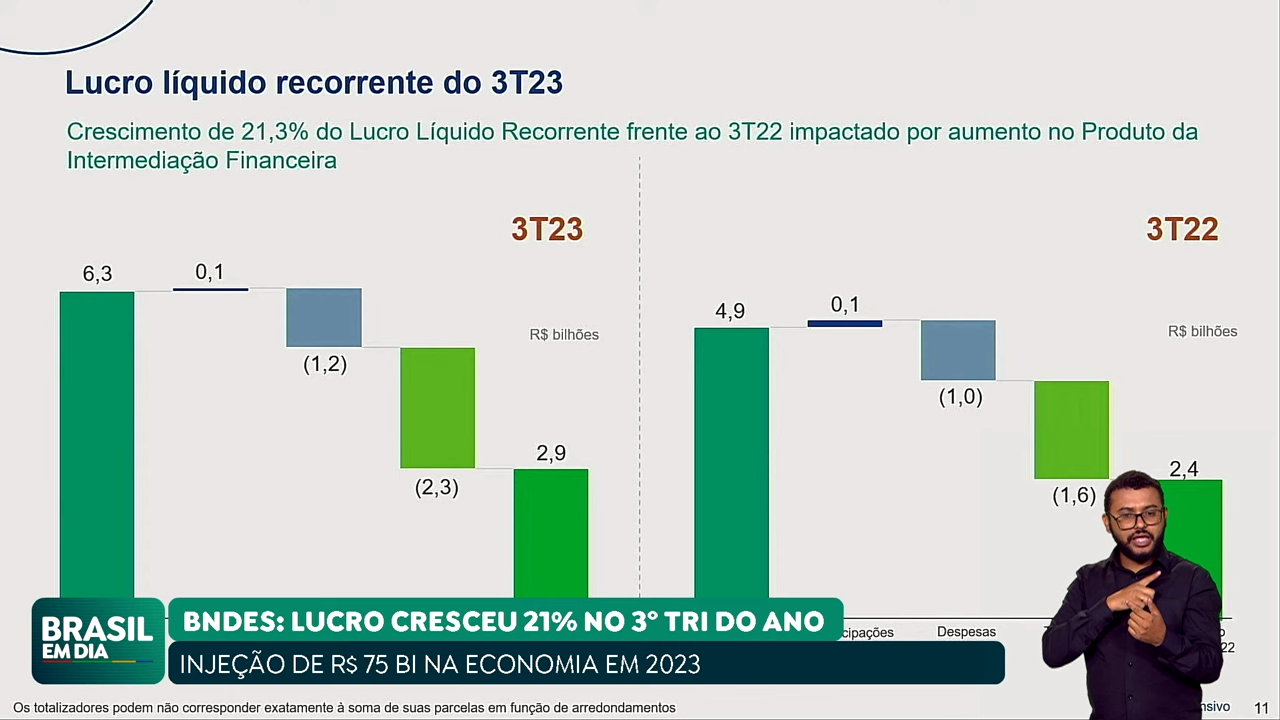 Lucro líquido recorrente do 3T23
Crescimento de 21,3% do Lucro Líquido Recorrente frente ao 3T22 impactado por aumento no Produto da
Intermediação Financeira
3T23
6,3
0,1
R$ bilhões
(1,2)
2,9
(2,3)
3T22
4,9
0,1
R$ bilhões
(1,0)
2,4
(1,6)
Despesas
22
BRASIL
EM DIA
BNDES: LUCRO CRESCEU 21% NO 3º TRI DO ANO
INJEÇÃO DE R$ 75 BI NA ECONOMIA EM 2023
Os totalizadores podem não corresponder exatamente à soma de suas parcelas em função de arredondamentos
11